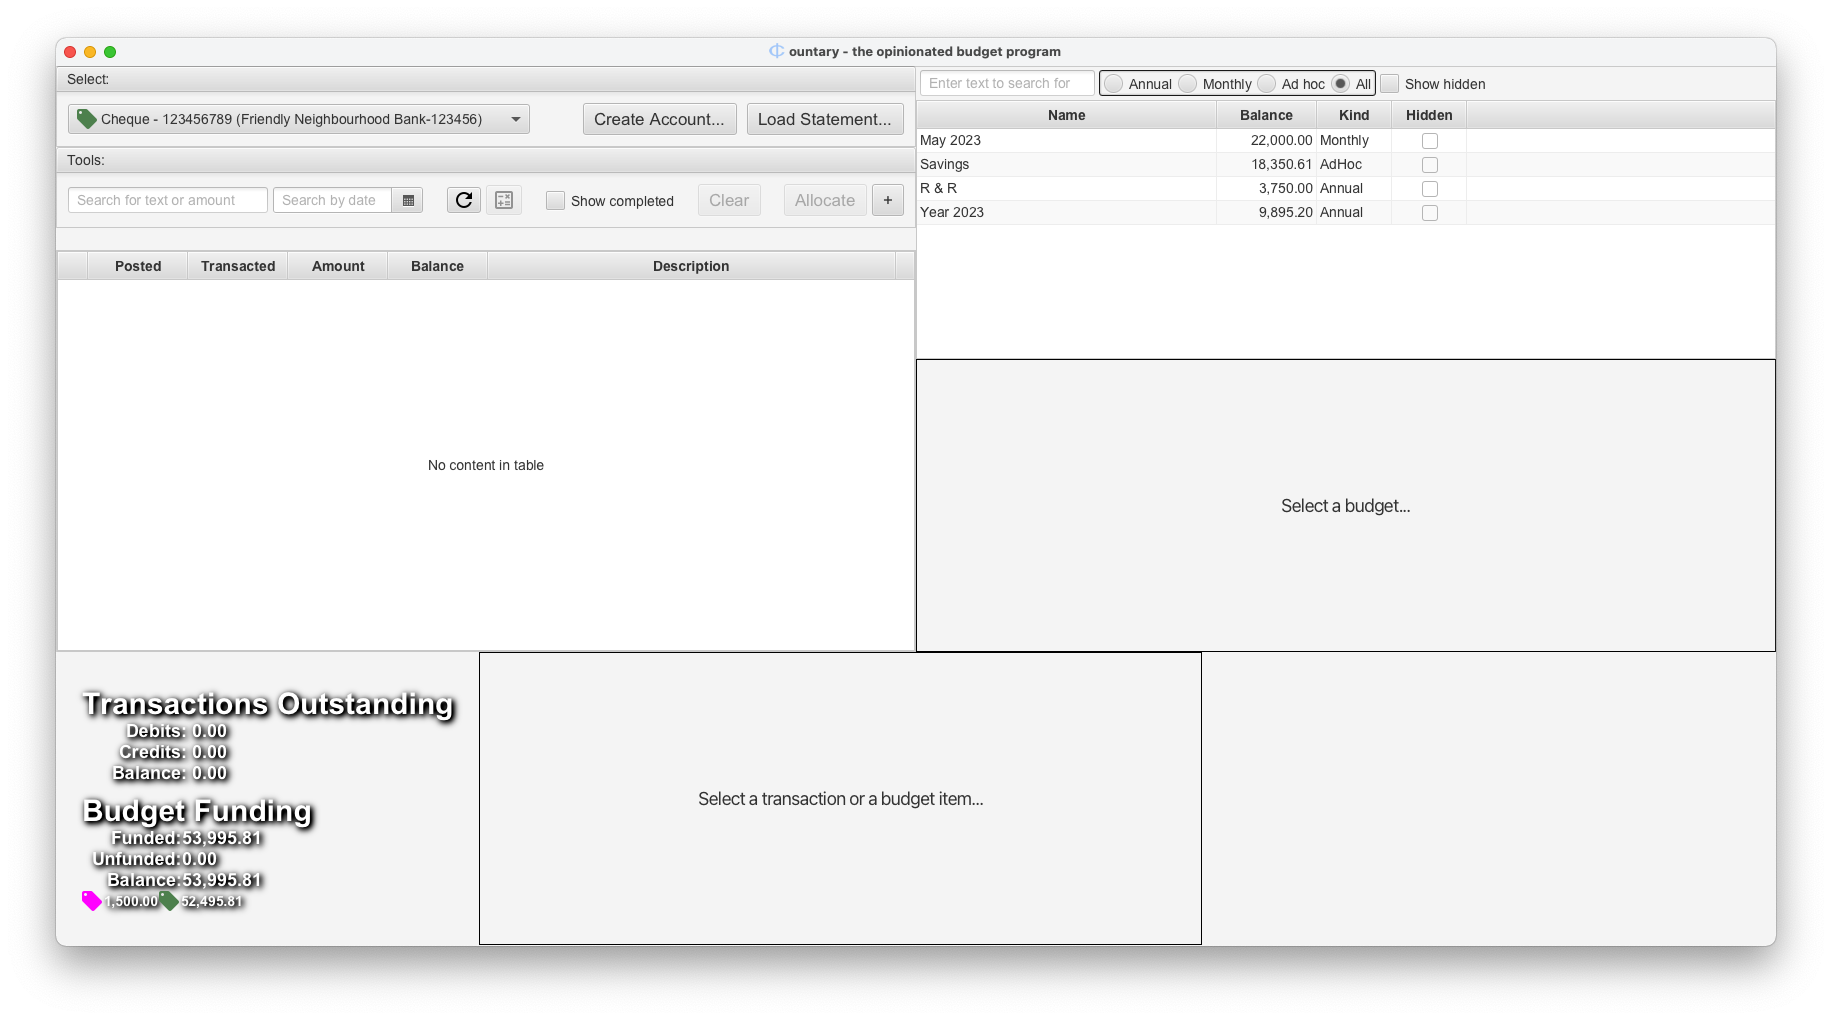 ountary - the opinionated budget program
Select:
Cheque - 123456789 (Friendly Neighbourhood Bank-123456)
Create Account...
Load Statement...
Tools:
Search for text or amount
Search by date
Show completed
Clear
Allocate
+
Posted
Transacted
Amount
Balance
Description
No content in table
Enter text to search for
Annual
Monthly
Ad hoc
All
Show hidden
Name Balance Kind Hidden
May 2023 22,000.00 Monthly
Savings 18,350.61 AdHoc
R & R 3,750.00 Annual
Year 2023 9,895.20 Annual
Select a budget...
Transactions Outstanding
Debits: 0.00
Credits: 0.00
Balance: 0.00
Budget Funding
Funded:53,995.81
Unfunded:0.00
Balance:53,995.81
1,500.00 52,495.81
Select a transaction or a budget item...